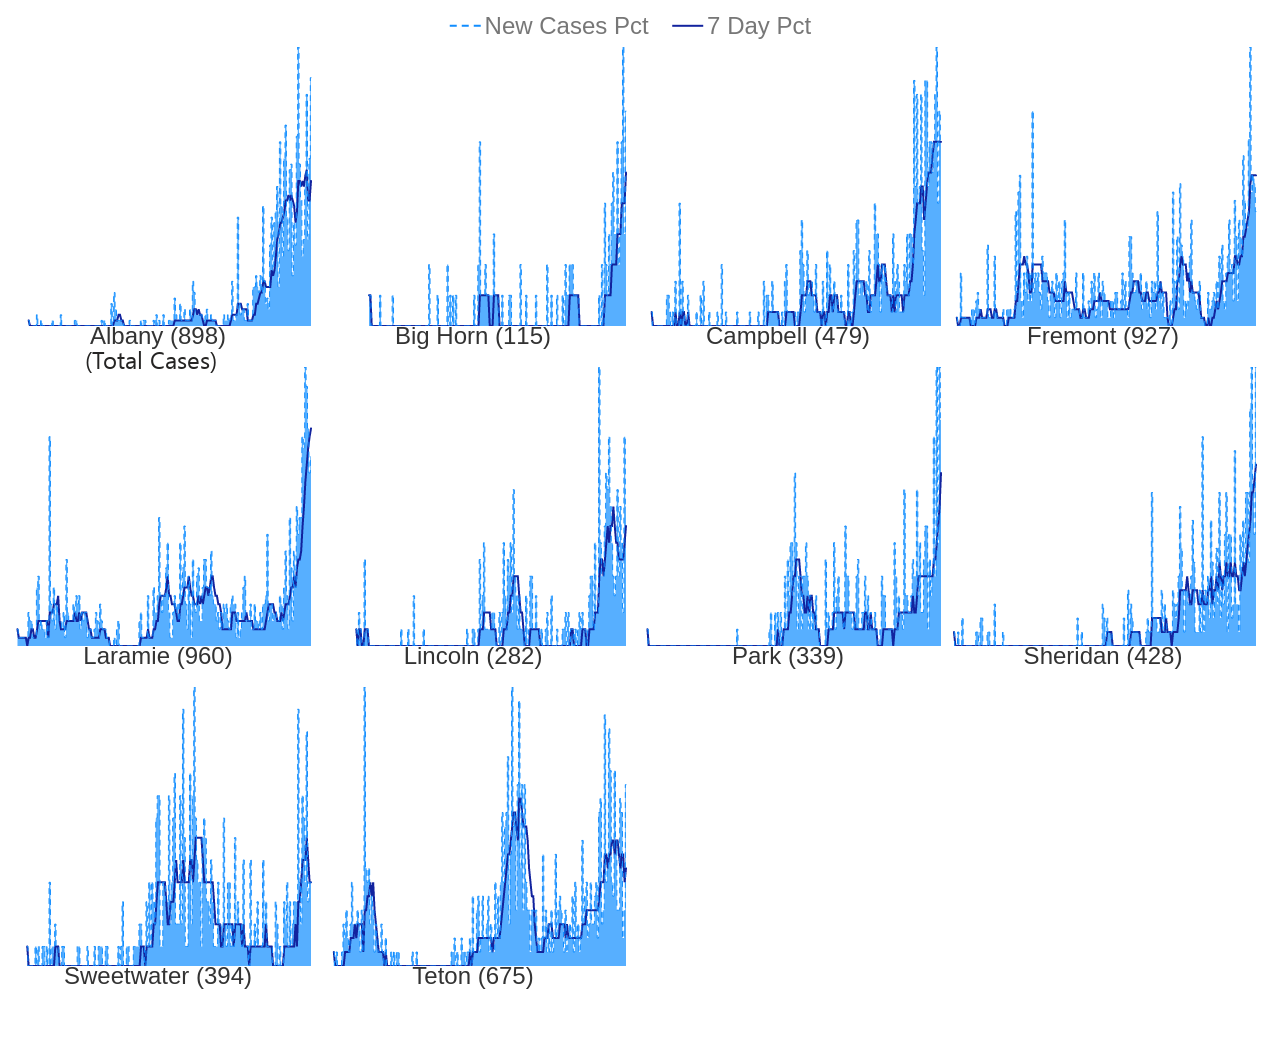 New Cases Pct 7 Day Pct
Albany (898) Big Horn (115) Campbell (479) Fremont (927)
(Total Cases)
Laramie (960) Lincoln (282) Park (339) Sheridan (428)
Sweetwater (394) Teton (675)